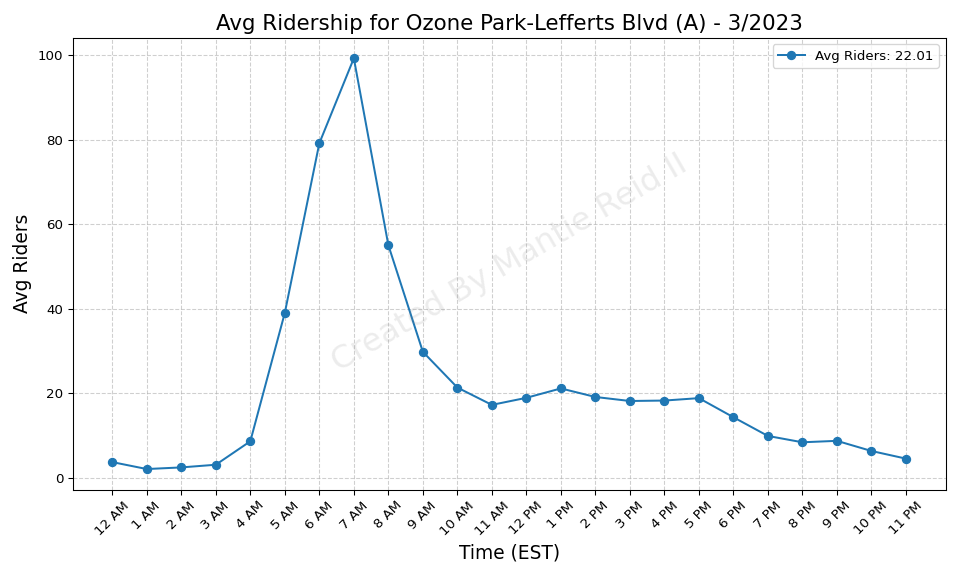 Avg Ridership for Ozone Park-Lefferts Blvd (A) - 3/2023
Avg Riders: 22.01
100
80
60
40
20
0
Avg Riders
Created By Mantle Reid II
12 AM 1 AM 2 AM 3 AM 4 AM 5 AM 6 AM 7 AM 8 AM 9 AM 10 AM 11 AM 12 PM 1 PM 2 PM 3 PM 4 PM 5 PM 6 PM 7 PM 8 PM 9 PM 10 PM 11 PM
Time (EST)